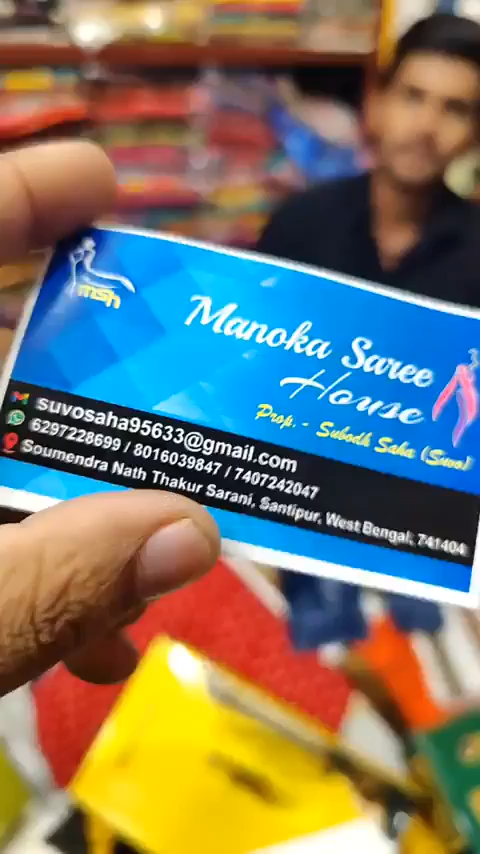 msh
Manoka Saree
House
Prop. - Subodh Saha (Suvo)
suvosaha95633@gmail.com
6297228699 / 8016039847 / 7407242047
Soumendra Nath Thakur Sarani, Santipur, West Bengal, 741404